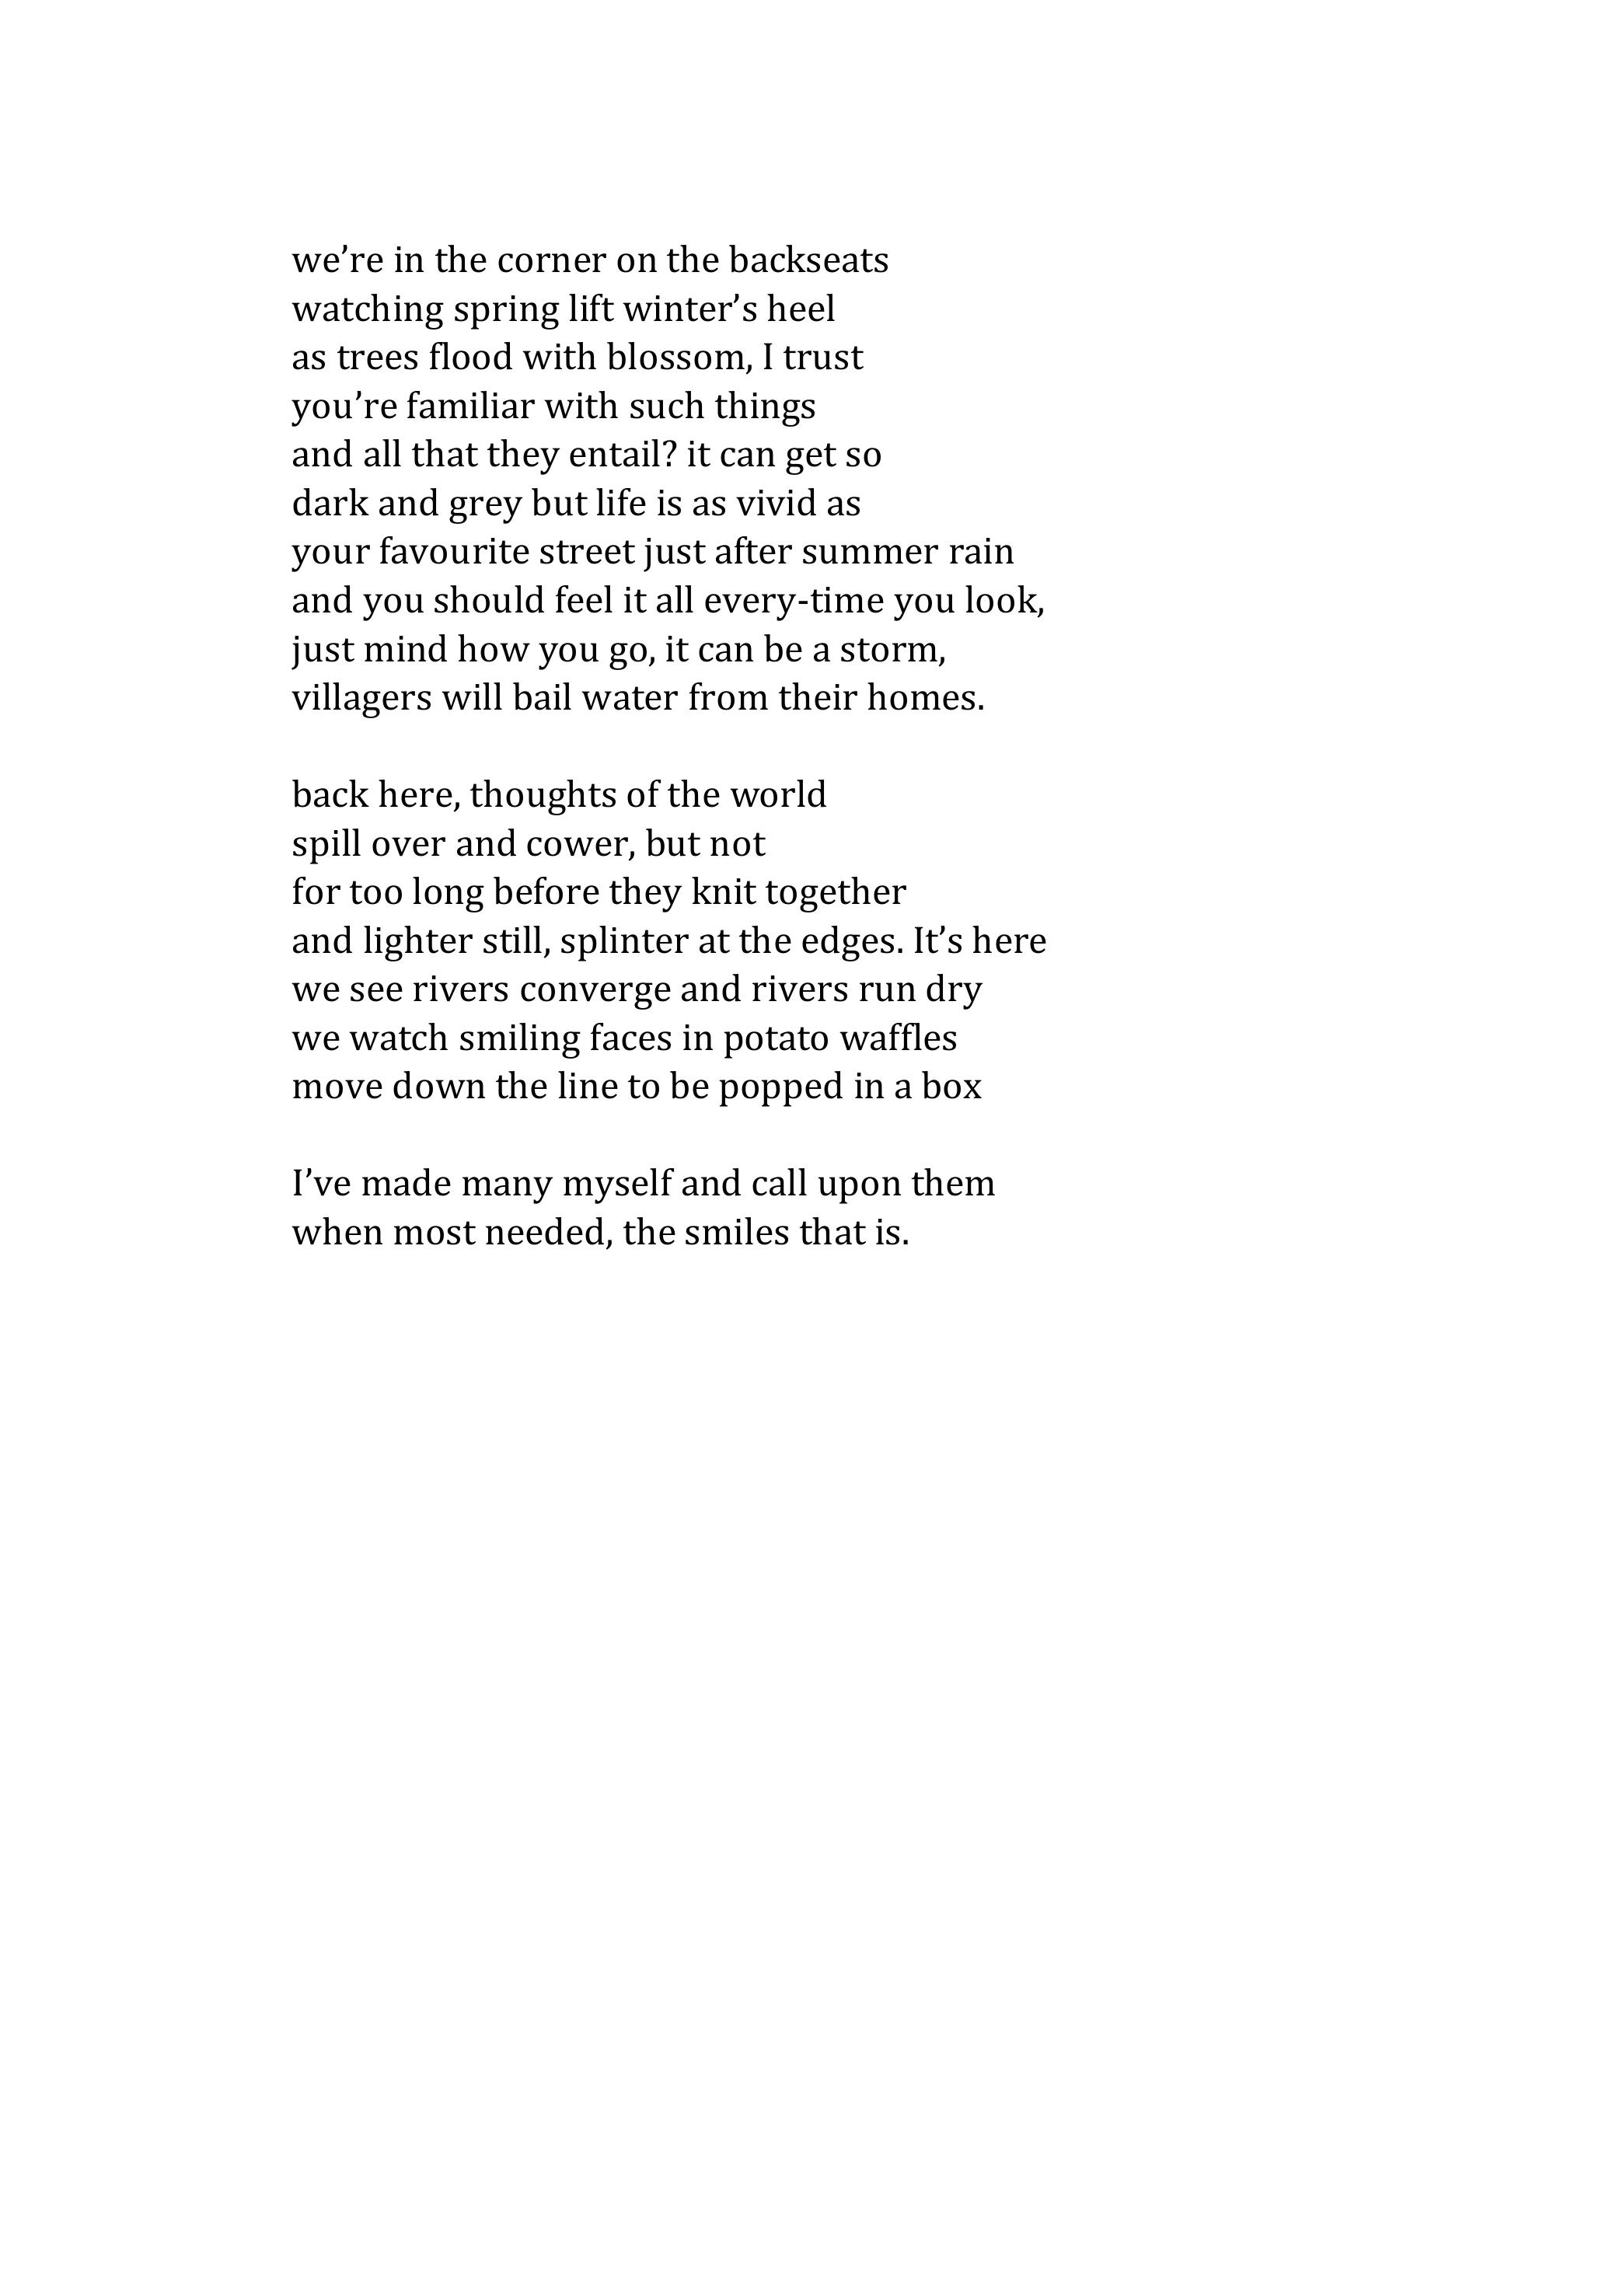 we’re in the corner on the backseats
watching spring lift winter’s heel
as trees flood with blossom, I trust
you’re familiar with such things
and all that they entail? it can get so
dark and grey but life is as vivid as
your favourite street just after summer rain
and you should feel it all every-time you look,
just mind how you go, it can be a storm,
villagers will bail water from their homes.

back here, thoughts of the world
spill over and cower, but not
for too long before they knit together
and lighter still, splinter at the edges. It’s here
we see rivers converge and rivers run dry
we watch smiling faces in potato waffles
move down the line to be popped in a box

I’ve made many myself and call upon them
when most needed, the smiles that is.